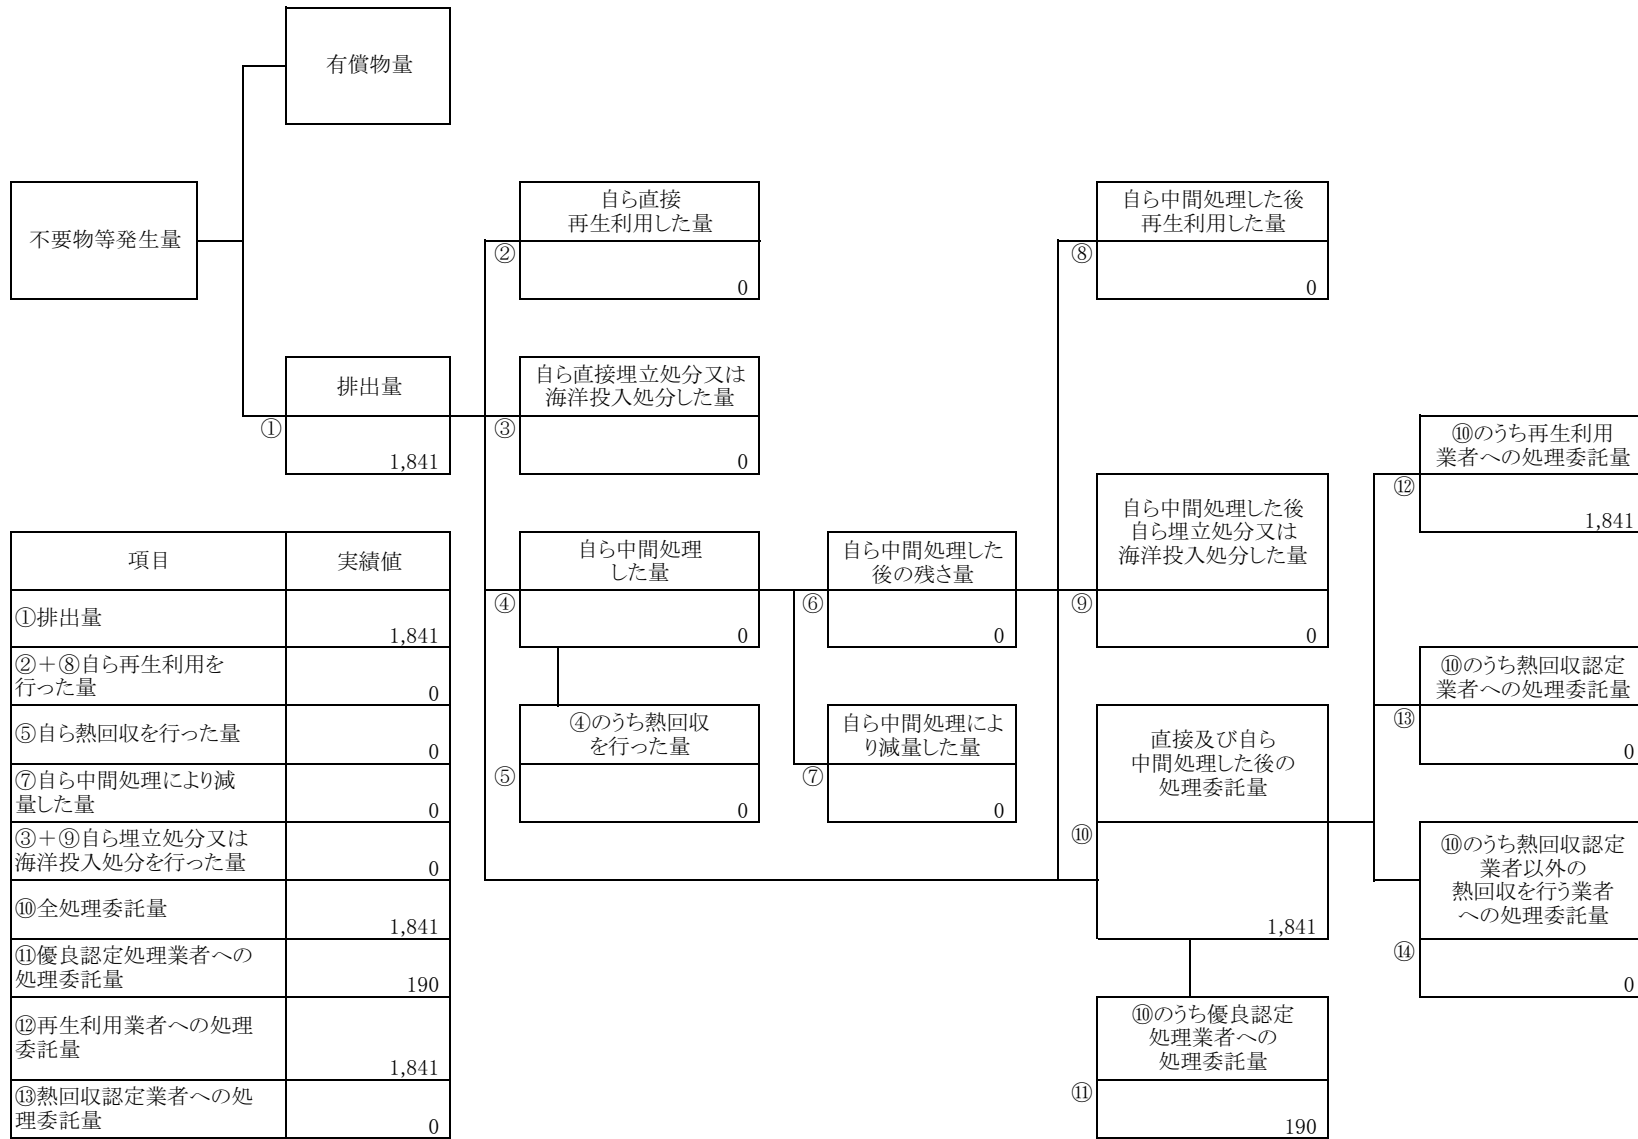 有償物量
不要物等発生量
排出量
①
1,841
自ら直接
再生利用した量
②
0
自ら直接埋立処分又は
海洋投入処分した量
③
0
自ら中間処理
した量
④
0
④のうち熱回収
を行った量
⑤
0
自ら中間処理した
後の残さ量
⑥
0
自ら中間処理によ
り減量した量
⑦
0
自ら中間処理した後
再生利用した量
⑧
0
自ら中間処理した後
自ら埋立処分又は
海洋投入処分した量
⑨
0
直接及び自ら
中間処理した後の
処理委託量
⑩
1,841
⑩のうち優良認定
処理業者への
処理委託量
⑪
190
⑩のうち再生利用
業者への処理委託量
⑫
1,841
⑩のうち熱回収認定
業者への処理委託量
⑬
0
⑩のうち熱回収認定
業者以外の
熱回収を行う業者
への処理委託量
⑭
0
項目 実績値
①排出量
1,841
②＋⑧自ら再生利用を
行った量
0
⑤自ら熱回収を行った量
0
⑦自ら中間処理により減
量した量
0
③＋⑨自ら埋立処分又は
海洋投入処分を行った量
0
⑩全処理委託量
1,841
⑪優良認定処理業者への
処理委託量
190
⑫再生利用業者への処理
委託量
1,841
⑬熱回収認定業者への処
理委託量
0